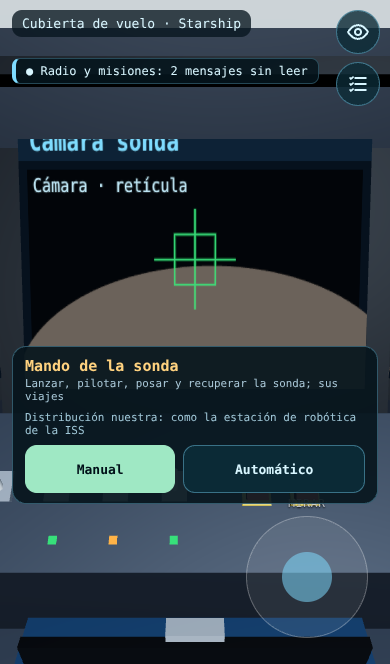 Cubierta de vuelo · Starship
● Radio y misiones: 2 mensajes sin leer
Cámara sonda
Cámara · retícula
Mando de la sonda
Lanzar, pilotar, posar y recuperar la sonda; sus
viajes
Distribución nuestra: como la estación de robótica
de la ISS
Manual
Automático